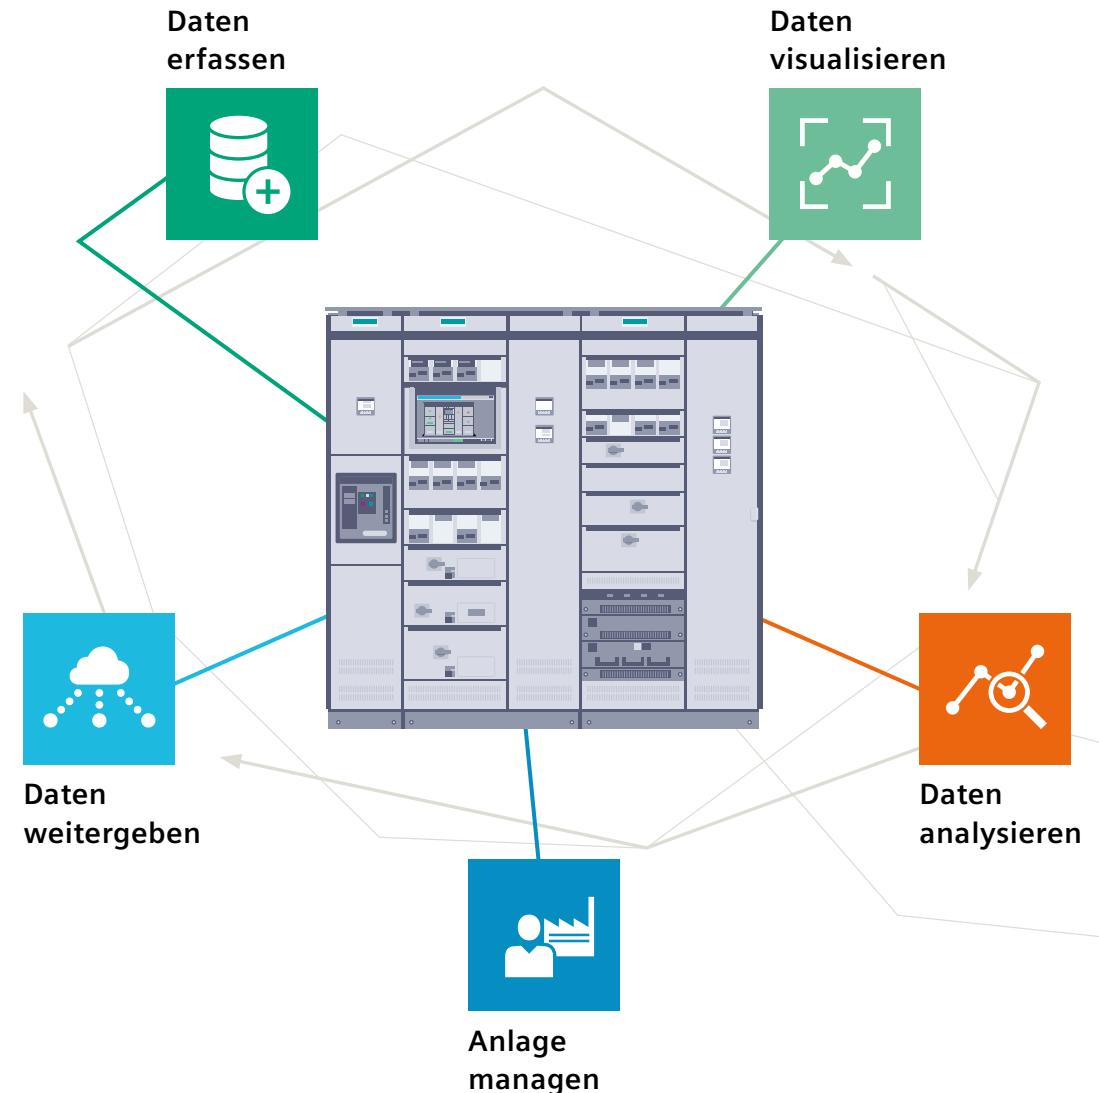 Daten
erfassen
Daten
visualisieren
Daten
weitergeben
Daten
analysieren
Anlage
managen